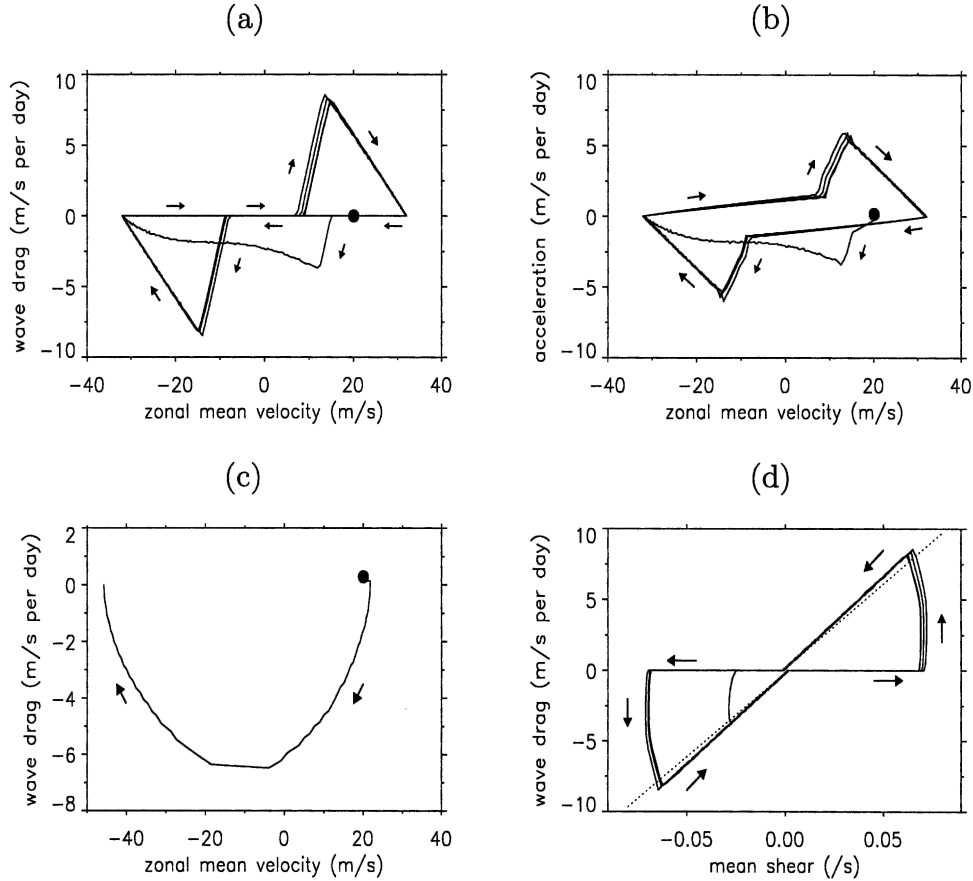 (a)
wave drag (m/s per day)
10
5
0
−5
−10
−40 −20 0 20 40
zonal mean velocity (m/s)
(b)
acceleration (m/s per day)
10
5
0
−5
−10
−40 −20 0 20 40
zonal mean velocity (m/s)
(c)
wave drag (m/s per day)
2
0
−2
−4
−6
−8
−40 −20 0 20 40
zonal mean velocity (m/s)
(d)
wave drag (m/s per day)
10
5
0
−5
−10
−0.05 0.00 0.05
mean shear (/s)